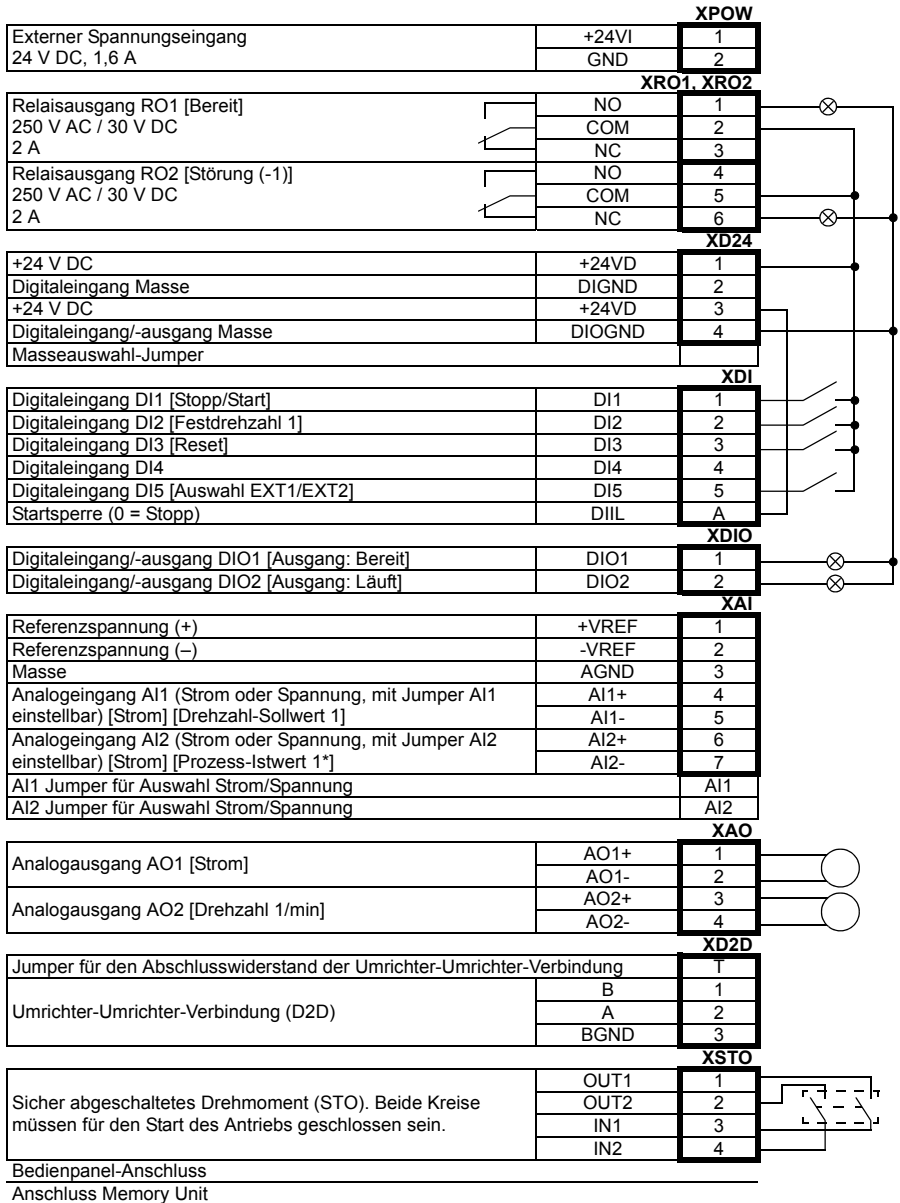 XPOW
Externer Spannungseingang +24VI 1
24 V DC, 1,6 A GND 2
XRO1, XRO2
Relaisausgang RO1 [Bereit] NO 1
250 V AC / 30 V DC COM 2
2 A NC 3
Relaisausgang RO2 [Störung (-1)] NO 4
250 V AC / 30 V DC COM 5
2 A NC 6
XD24
+24 V DC +24VD 1
Digitaleingang Masse DIGND 2
+24 V DC +24VD 3
Digitaleingang/-ausgang Masse DIOGND 4
Masseauswahl-Jumper
XDI
Digitaleingang DI1 [Stopp/Start] DI1 1
Digitaleingang DI2 [Festdrehzahl 1] DI2 2
Digitaleingang DI3 [Reset] DI3 3
Digitaleingang DI4 DI4 4
Digitaleingang DI5 [Auswahl EXT1/EXT2] DI5 5
Startsperre (0 = Stopp) DIIL A
XDIO
Digitaleingang/-ausgang DIO1 [Ausgang: Bereit] DIO1 1
Digitaleingang/-ausgang DIO2 [Ausgang: Läuft] DIO2 2
XAI
Referenzspannung (+) +VREF 1
Referenzspannung (–) -VREF 2
Masse AGND 3
Analogeingang AI1 (Strom oder Spannung, mit Jumper AI1 AI1+ 4
einstellbar) [Strom] [Drehzahl-Sollwert 1] AI1- 5
Analogeingang AI2 (Strom oder Spannung, mit Jumper AI2 AI2+ 6
einstellbar) [Strom] [Prozess-Istwert 1*] AI2- 7
AI1 Jumper für Auswahl Strom/Spannung AI1
AI2 Jumper für Auswahl Strom/Spannung AI2
XAO
Analogausgang AO1 [Strom] AO1+ 1
AO1- 2
Analogausgang AO2 [Drehzahl 1/min] AO2+ 3
AO2- 4
XD2D
Jumper für den Abschlusswiderstand der Umrichter-Umrichter-Verbindung T
B 1
Umrichter-Umrichter-Verbindung (D2D) A 2
BGND 3
XSTO
OUT1 1
Sicher abgeschaltetes Drehmoment (STO). Beide Kreise OUT2 2
müssen für den Start des Antriebs geschlossen sein. IN1 3
IN2 4
Bedienpanel-Anschluss
Anschluss Memory Unit